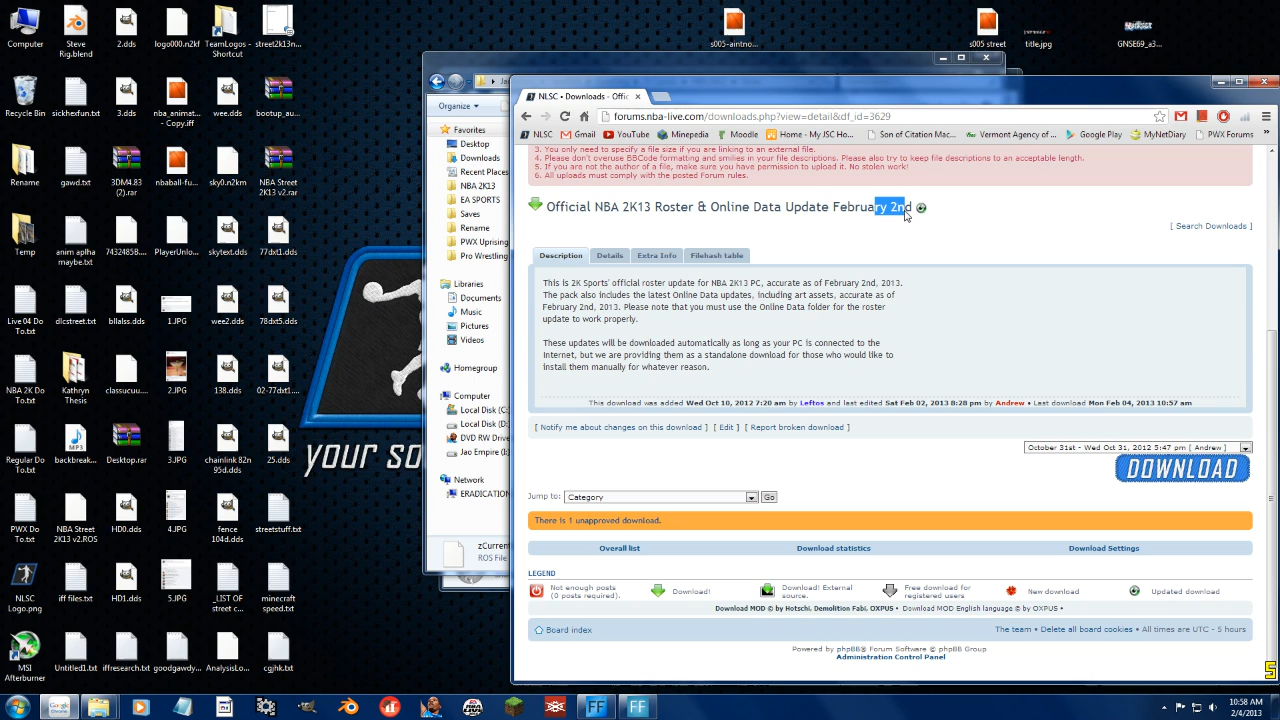 Computer
Steve Rig.blend
2.dds
logo000.n2kf
TeamLogos - Shortcut
street2k13n...
Recycle Bin
sickhexfun.txt
3.dds
nba_animat... - Copy.iff
wee.dds
bootup_au...
Rename
gawd.txt
3DM4.83 (2).rar
nbaball-fu...
sky0.n2km
NBA Street 2K13 v2.rar
Temp
anim aplha maybe.txt
7432485B...
PlayerUnlo...
skytext.dds
77dxt1.dds
Live 04 Do To.txt
dlcstreet.txt
bllalss.dds
1.JPG
wee2.dds
78dxt5.dds
NBA 2K Do To.txt
Kathryn Thesis
classucuu...
2.JPG
138.dds
02-77dxt1...
Regular Do To.txt
backbreak...
Desktop.rar
3.JPG
chainlink 82n 95d.dds
25.dds
PWX Do To.txt
NBA Street 2K13 v2.ROS
HD0.dds
4.JPG
fence 104d.dds
streetstuff.txt
NLSC Logo.png
iff files.txt
HD1.dds
5.JPG
_LIST OF street c...
minecraft speed.txt
MSI Afterburner
Untitled1.txt
iffresearch.txt
goodgawdy...
AnalysisLo...
cgjhk.txt
s005-aintno...
s005 street
title.jpg
GNSE69_a3...
YOUR SO
Organize
Favorites
Desktop
Downloads
Recent Places
NBA 2K13
EA SPORTS
Saves
Rename
PWX Uprising
Pro Wrestling
Libraries
Documents
Music
Pictures
Videos
Homegroup
Computer
Local Disk (C:
Local Disk (D:
DVD RW Drive
Jao Empire (
Network
ERADICATION
zCurrent
ROS File
NLSC • Downloads - Offic
forums.nba-live.com/downloads.php?view=detail&df_id=3629
NLSC
Gmail
YouTube
Minepedia
Moodle
Home - My JSC Ho...
Son of Citation Mac...
Vermont Agency of ...
Google Play
MyNetDiary
PWX Forums
3. You only need to specify a file size if you are linking to an external file.
4. Please don't overuse BBCode formatting and smilies in your file descriptions. Please also try to keep file descriptions to an acceptable length.
5. If you are not the author of a file, make sure you have permission to upload it. No stolen work!
6. All uploads must comply with the posted Forum rules.
Official NBA 2K13 Roster & Online Data Update February 2nd
[ Search Downloads ]
Description
Details
Extra Info
Filehash table
This is 2K Sports' official roster update for NBA 2K13 PC, accurate as of February 2nd, 2013.
The pack also includes the latest Online Data updates, including art assets, accurate as of
February 2nd, 2013. Please note that you must use the Online Data folder for the roster
update to work properly.
These updates will be downloaded automatically as long as your PC is connected to the
Internet, but we are providing them as a standalone download for those who would like to
install them manually for whatever reason.
This download was added Wed Oct 10, 2012 7:20 am by Leftos and last edited Sat Feb 02, 2013 8:28 pm by Andrew • Last download Mon Feb 04, 2013 10:57 am
[ Notify me about changes on this download ] [ Edit ] [ Report broken download ]
October 31st - Wed Oct 31, 2012 5:47 pm [ Andrew ]
DOWNLOAD
Jump to: Category Go
There is 1 unapproved download.
Overall list
Download statistics
Download Settings
LEGEND
Not enough posts (0 posts required).
Download!
Download! External source.
Free download for registered users
New download
Updated download
Download MOD © by Hotschi, Demolition Fabi, OXPUS • Download MOD English language © by OXPUS •
Board index
The team • Delete all board cookies • All times are UTC - 5 hours
Powered by phpBB® Forum Software © phpBB Group
Administration Control Panel
10:58 AM
2/4/2013